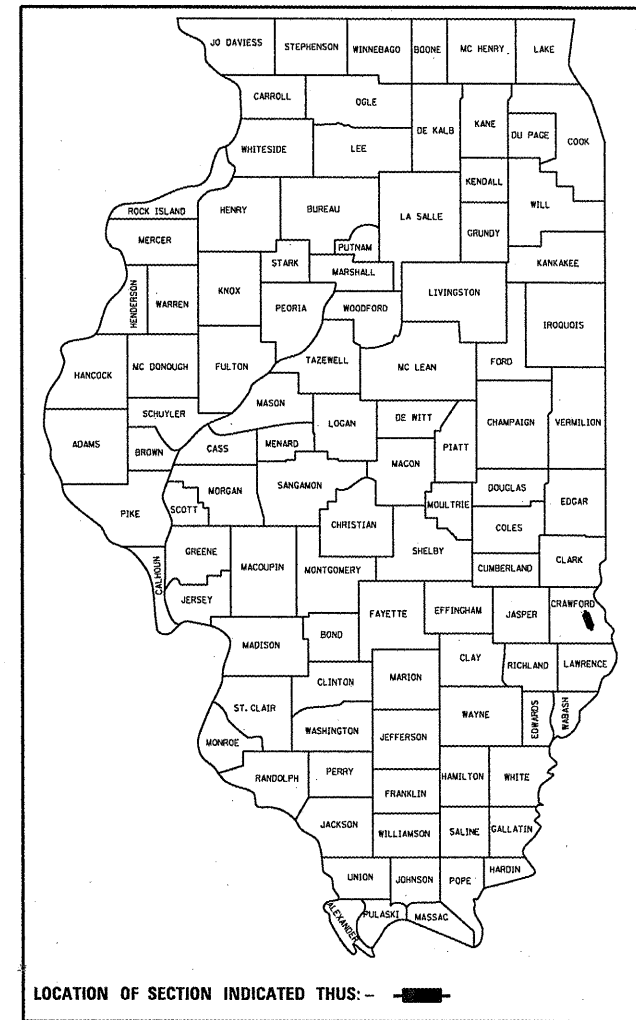 JO DAVIESS STEPHENSON WINNEBAGO BOONE MC HENRY LAKE
CARROLL OGLE DE KALB KANE DU PAGE COOK
WHITESIDE LEE
KENDALL
ROCK ISLAND HENRY BUREAU LA SALLE WILL
MERCER PUTNAM GRUNDY
STARK MARSHALL KANKAKEE
HENDERSON WARREN KNOX PEORIA WOODFORD LIVINGSTON IROQUOIS
HANCOCK MC DONOUGH FULTON TAZEWELL MC LEAN FORD
SCHUYLER MASON LOGAN DE WITT CHAMPAIGN VERMILION
ADAMS BROWN CASS MENARD MACON PIATT
PIKE SCOTT MORGAN SANGAMON MOULTRIE DOUGLAS EDGAR
CHRISTIAN COLES
CALHOUN GREENE MACOUPIN MONTGOMERY SHELBY CUMBERLAND CLARK
JERSEY FAYETTE EFFINGHAM JASPER CRAWFORD
MADISON BOND CLAY RICHLAND LAWRENCE
CLINTON MARION
ST. CLAIR WASHINGTON JEFFERSON WAYNE EDWARDS WABASH
MONROE
RANDOLPH PERRY FRANKLIN HAMILTON WHITE
JACKSON WILLIAMSON SALINE GALLATIN
UNION JOHNSON POPE HARDIN
ALEXANDER PULASKI MASSAC
LOCATION OF SECTION INDICATED THUS: -